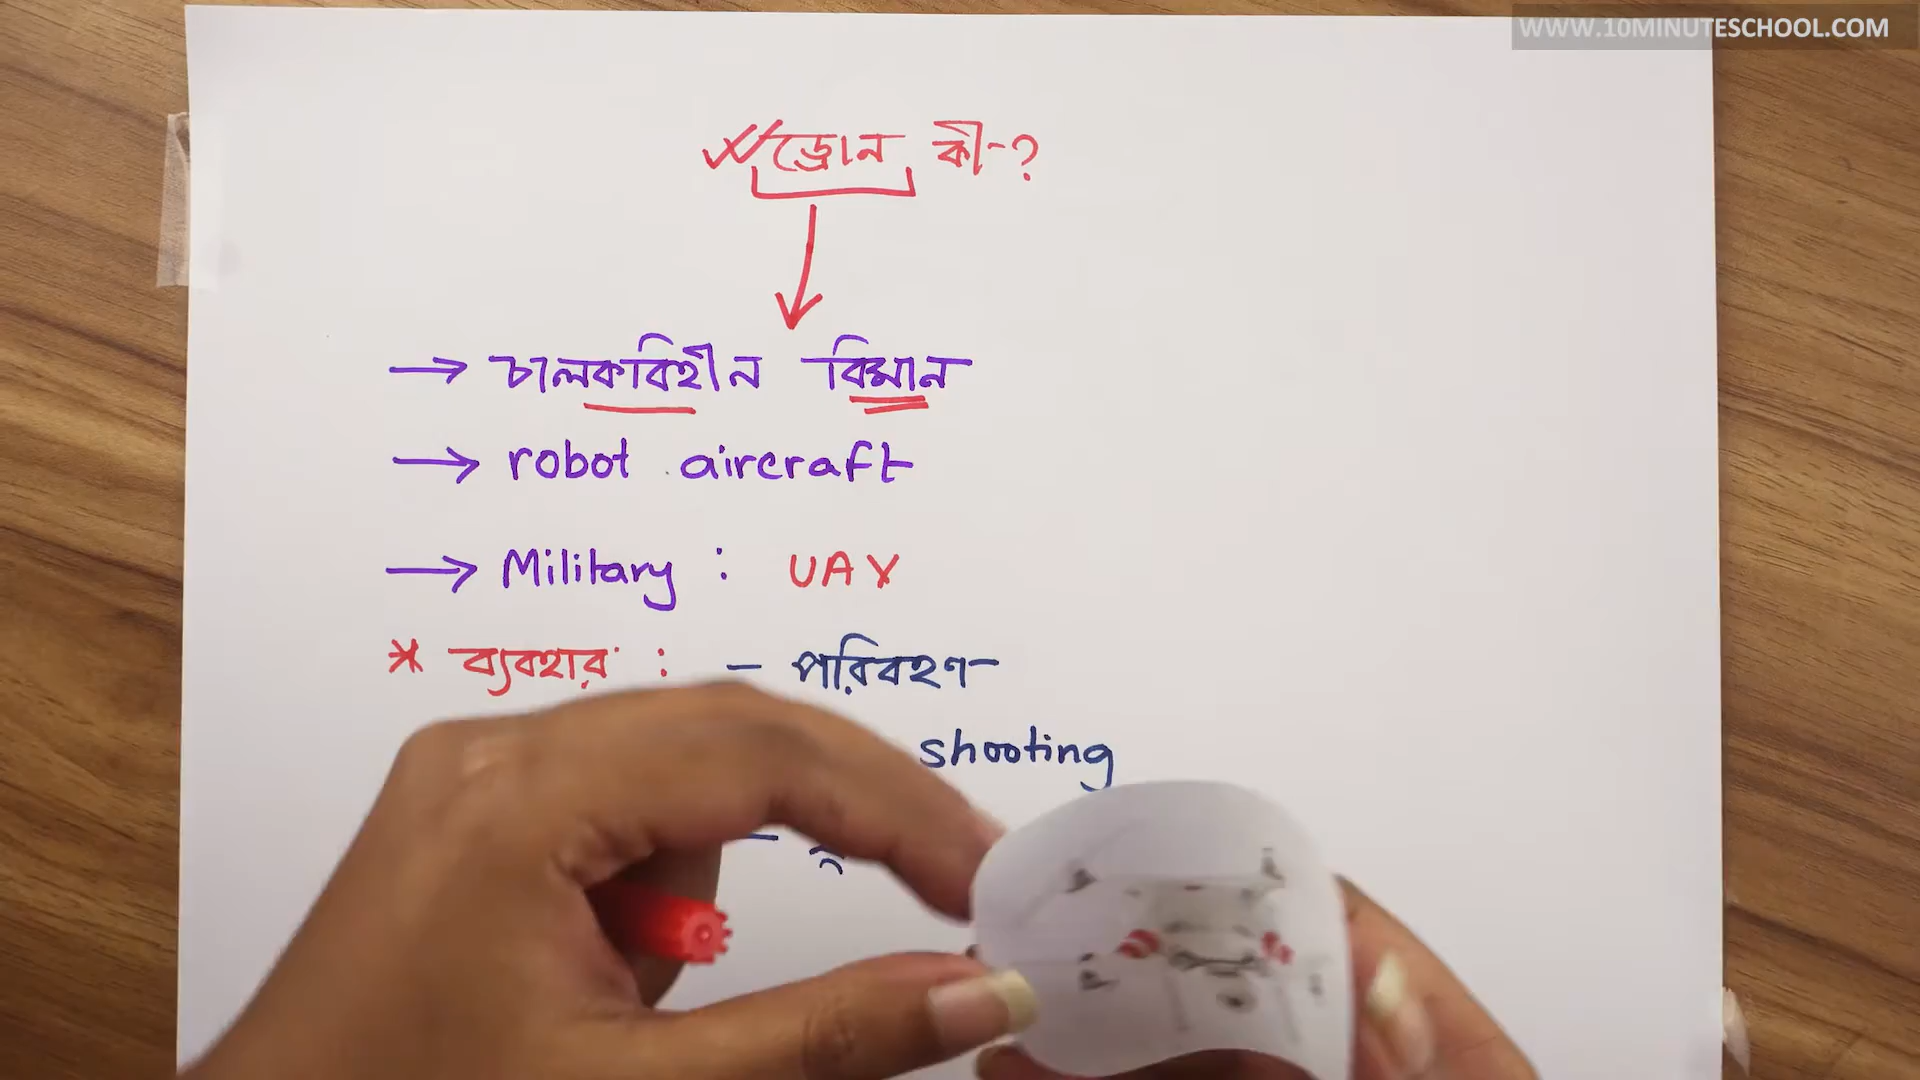 WWW.10MINUTESCHOOL.COM
ড্রোন কী-?
→ চালকবিহীন বিমান
→ robot aircraft
→ Military : UAV
* ব্যবহার : - পরিবহণ
shooting
-